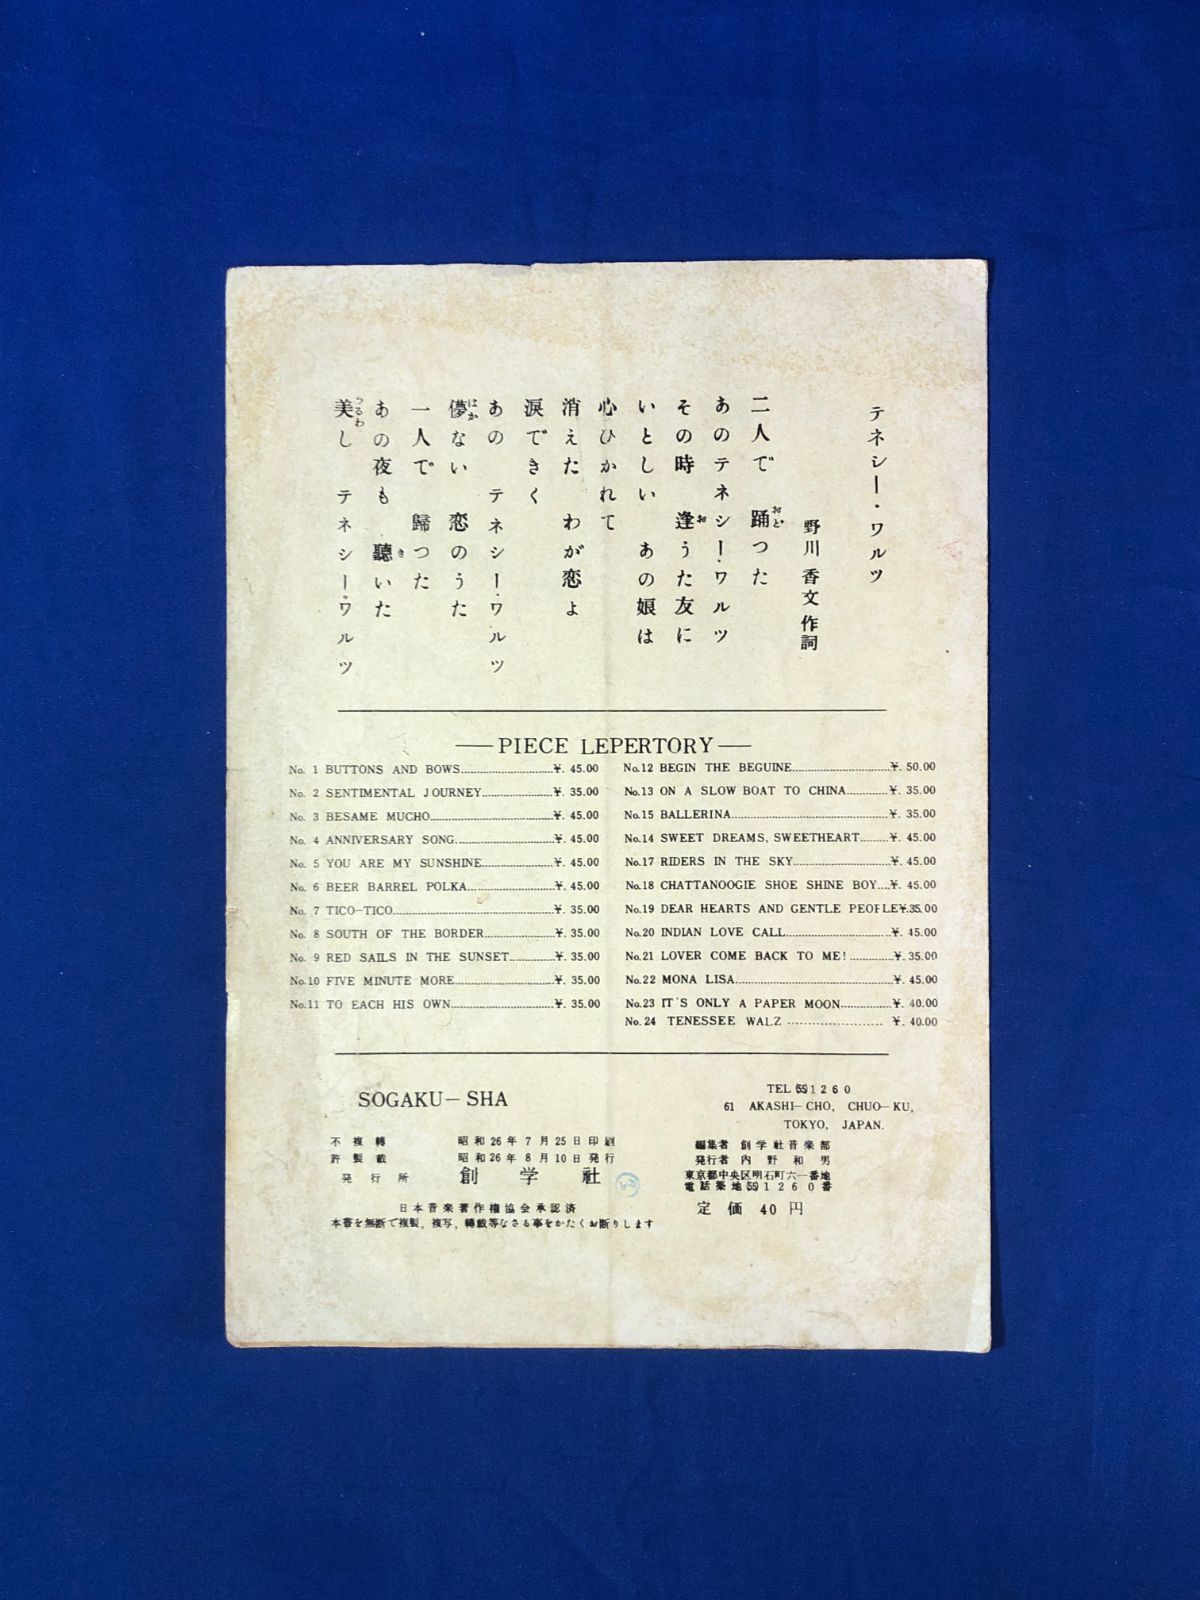 テネシー・ワルツ
野川香文作詞
二人で 踊つた
あのテネシー・ワルツ
その時 逢うた友に
いとしい あの娘は
心ひかれて
消えた わが恋よ
涙できく
あの テネシー・ワルツ
儚ない 恋のうた
一人で 歸つた
あの夜も 聽いた
美し テネシー・ワルツ
PIECE LEPERTORY
No. 1 BUTTONS AND BOWS ¥. 45.00
No. 2 SENTIMENTAL JOURNEY ¥. 35.00
No. 3 BESAME MUCHO ¥. 45.00
No. 4 ANNIVERSARY SONG. ¥. 45.00
No. 5 YOU ARE MY SUNSHINE ¥. 45.00
No. 6 BEER BARREL POLKA ¥. 45.00
No. 7 TICO-TICO ¥. 35.00
No. 8 SOUTH OF THE BORDER ¥. 35.00
No. 9 RED SAILS IN THE SUNSET ¥. 35.00
No.10 FIVE MINUTE MORE ¥. 35.00
No.11 TO EACH HIS OWN ¥. 35.00
No.12 BEGIN THE BEGUINE ¥. 50.00
No.13 ON A SLOW BOAT TO CHINA ¥. 35.00
No.15 BALLERINA ¥. 35.00
No.14 SWEET DREAMS, SWEETHEART ¥. 45.00
No.17 RIDERS IN THE SKY ¥. 45.00
No.18 CHATTANOOGIE SHOE SHINE BOY ¥. 45.00
No.19 DEAR HEARTS AND GENTLE PEOPLE ¥.35.00
No.20 INDIAN LOVE CALL ¥. 45.00
No.21 LOVER COME BACK TO ME! ¥. 35.00
No.22 MONA LISA ¥. 45.00
No.23 IT'S ONLY A PAPER MOON ¥. 40.00
No.24 TENESSEE WALZ ¥. 40.00
SOGAKU-SHA
TEL (55) 1260
61 AKASHI-CHO, CHUO-KU,
TOKYO, JAPAN.
不複轉 昭和26年7月25日印刷
許製載 昭和26年8月10日発行
発行所 創学社
日本音楽著作権協会承認済
本書を無断で複製, 複写, 轉載等なさる事をかたくお断りします
編集者 創学社音楽部
発行者 内野和男
東京都中央区明石町六一番地
電話築地(55)1260番
定価 40円